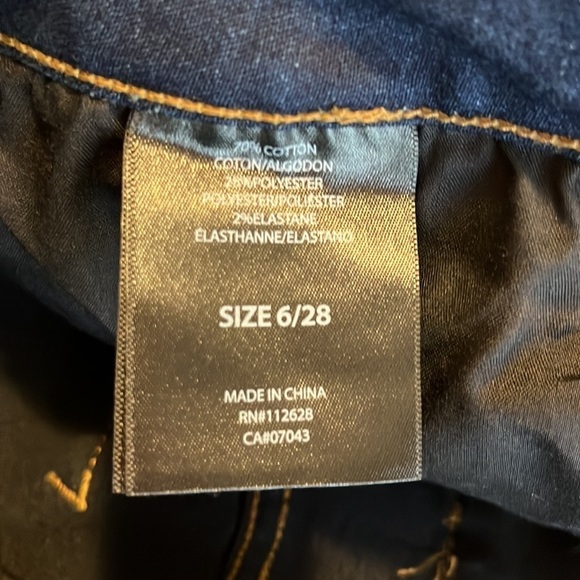 70% COTTON
COTON/ALGODON
28%POLYESTER
POLYESTER/POLIESTER
2%ELASTANE
ÉLASTHANNE/ELASTANO
SIZE 6/28
MADE IN CHINA
RN#112628
CA#07043